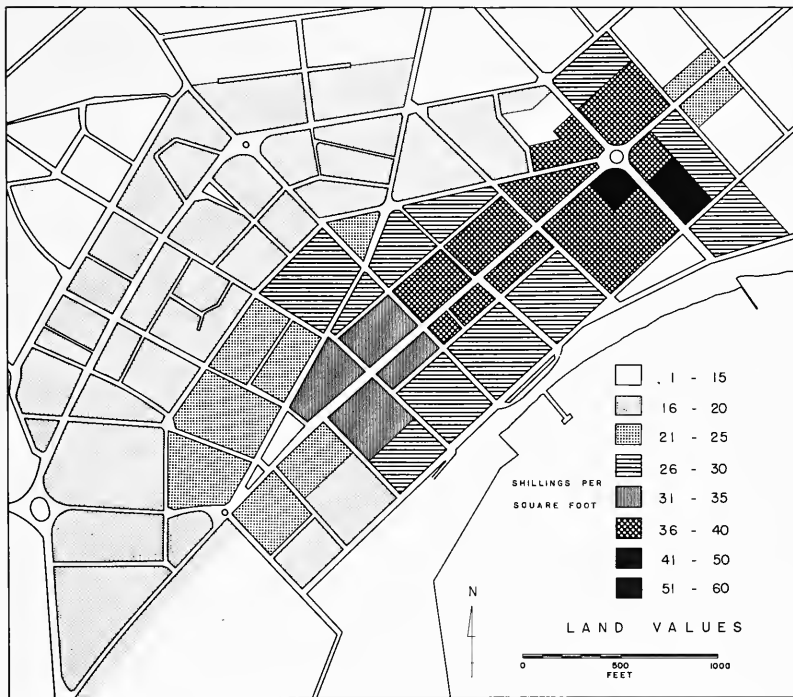 . 1 - 15
16 - 20
21 - 25
26 - 30
SHILLINGS PER
SQUARE FOOT
31 - 35
36 - 40
41 - 50
51 - 60
N
LAND VALUES
0 500 1000
FEET